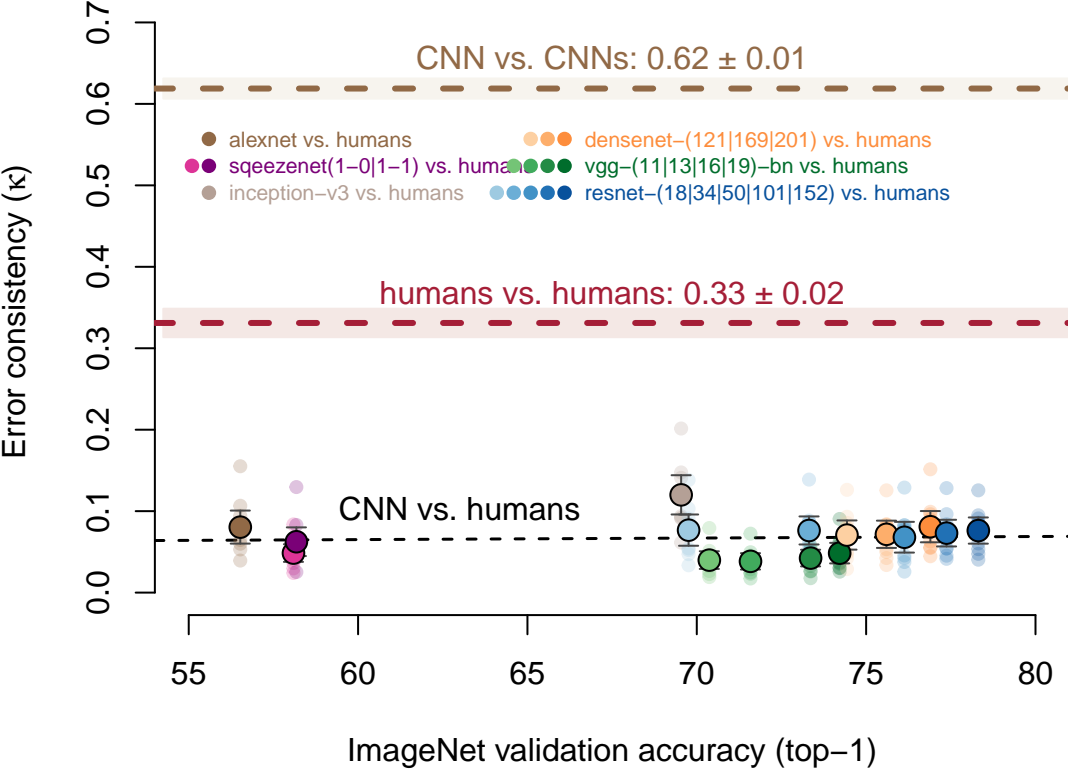 Error consistency (κ)
0.7
0.6
0.5
0.4
0.3
0.2
0.1
0.0
CNN vs. CNNs: 0.62 ± 0.01
alexnet vs. humans
sqeezenet(1−0|1−1) vs. humans
inception−v3 vs. humans
densenet−(121|169|201) vs. humans
vgg−(11|13|16|19)−bn vs. humans
resnet−(18|34|50|101|152) vs. humans
humans vs. humans: 0.33 ± 0.02
CNN vs. humans
55 60 65 70 75 80
ImageNet validation accuracy (top−1)